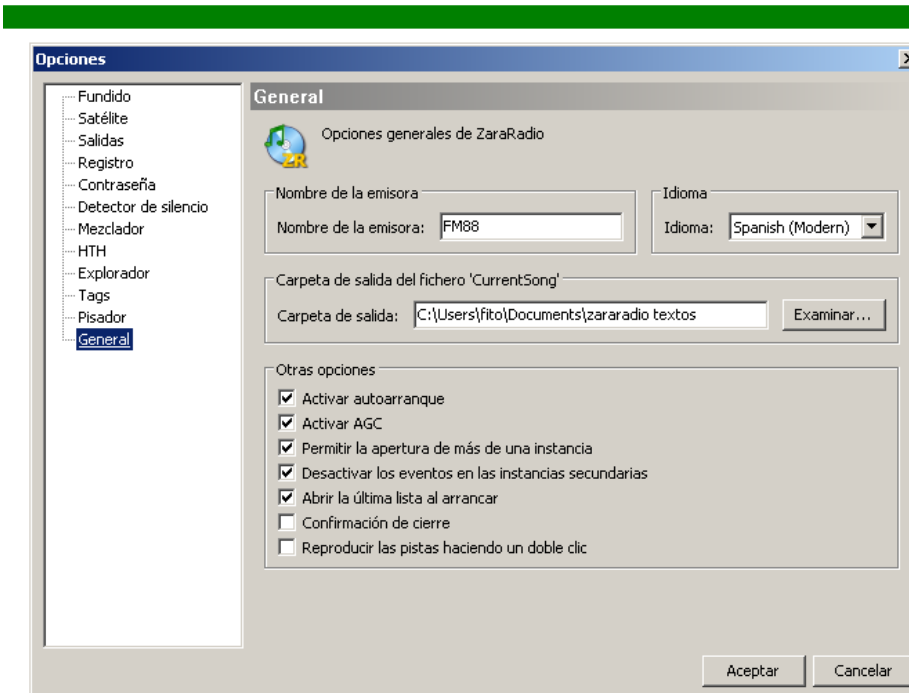 Opciones
Fundido
Satélite
Salidas
Registro
Contraseña
Detector de silencio
Mezclador
HTH
Explorador
Tags
Pisador
General
General
ZR
Opciones generales de ZaraRadio
Nombre de la emisora
Nombre de la emisora: FM88
Idioma
Idioma: Spanish (Modern)
Carpeta de salida del fichero 'CurrentSong'
Carpeta de salida: C:\Users\fito\Documents\zararadio textos Examinar...
Otras opciones
Activar autoarranque
Activar AGC
Permitir la apertura de más de una instancia
Desactivar los eventos en las instancias secundarias
Abrir la última lista al arrancar
Confirmación de cierre
Reproducir las pistas haciendo un doble clic
Aceptar Cancelar